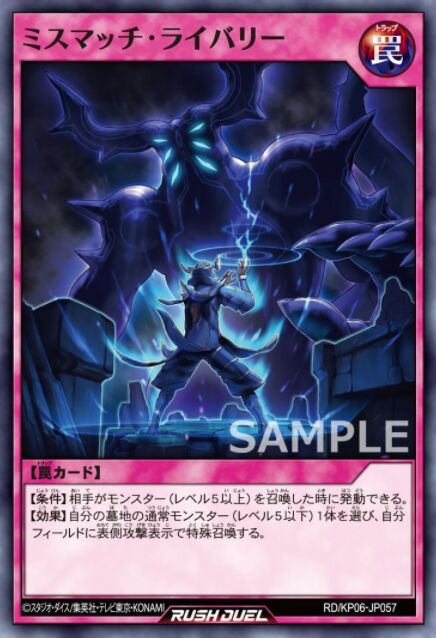 ミスマッチ・ライバリー
トラップ
罠
SAMPLE
【罠カード】
【条件】相手がモンスター(レベル5以上)を召喚した時に発動できる。
【効果】自分の墓地の通常モンスター(レベル5以下)1体を選び、自分
フィールドに表側攻撃表示で特殊召喚する。
©スタジオ・ダイス/集英社・テレビ東京・KONAMI
RUSH DUEL
RD/KP06-JP057